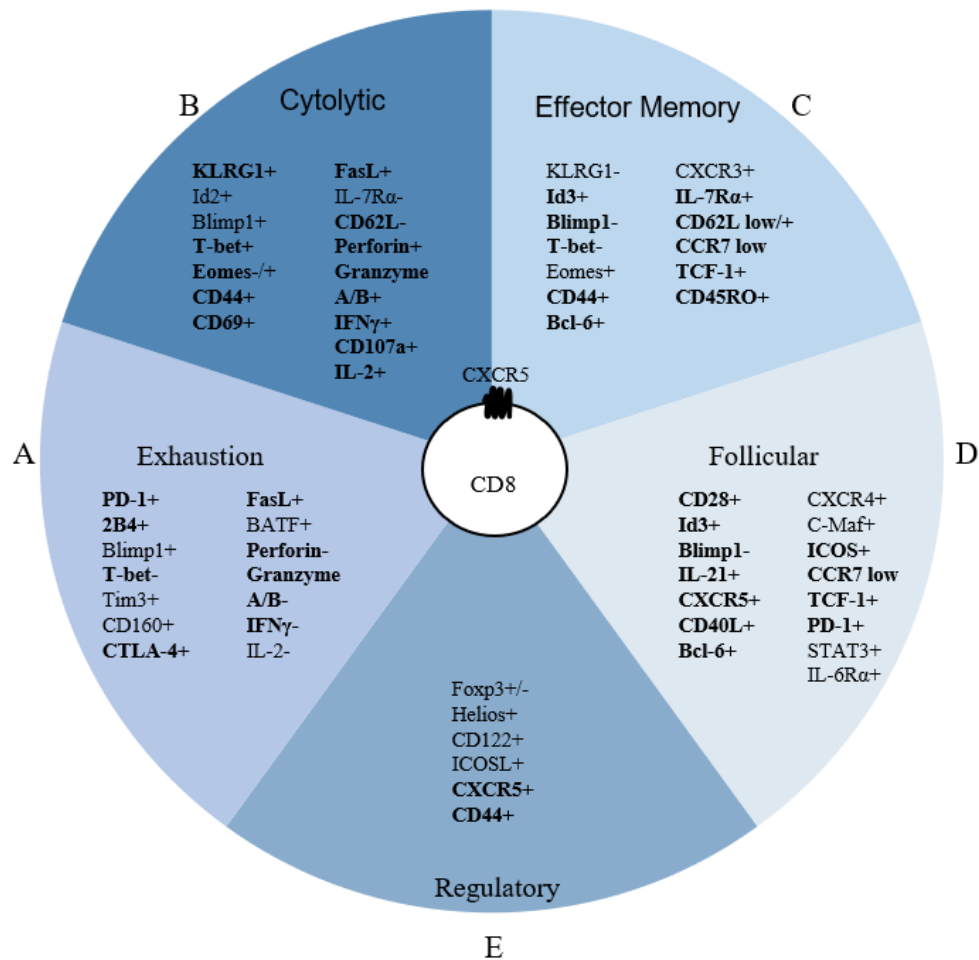 B
Cytolytic
KLRG1+
Id2+
Blimp1+
T-bet+
Eomes-/+
CD44+
CD69+
FasL+
IL-7Rα-
CD62L-
Perforin+
Granzyme
A/B+
IFNγ+
CD107a+
IL-2+
Effector Memory
C
KLRG1-
Id3+
Blimp1-
T-bet-
Eomes+
CD44+
Bcl-6+
CXCR3+
IL-7Rα+
CD62L low/+
CCR7 low
TCF-1+
CD45RO+
CXCR5
CD8
A
Exhaustion
PD-1+
2B4+
Blimp1+
T-bet-
Tim3+
CD160+
CTLA-4+
FasL+
BATF+
Perforin-
Granzyme
A/B-
IFNγ-
IL-2-
Follicular
D
CD28+
Id3+
Blimp1-
IL-21+
CXCR5+
CD40L+
Bcl-6+
CXCR4+
C-Maf+
ICOS+
CCR7 low
TCF-1+
PD-1+
STAT3+
IL-6Rα+
Foxp3+/-
Helios+
CD122+
ICOSL+
CXCR5+
CD44+
Regulatory
E